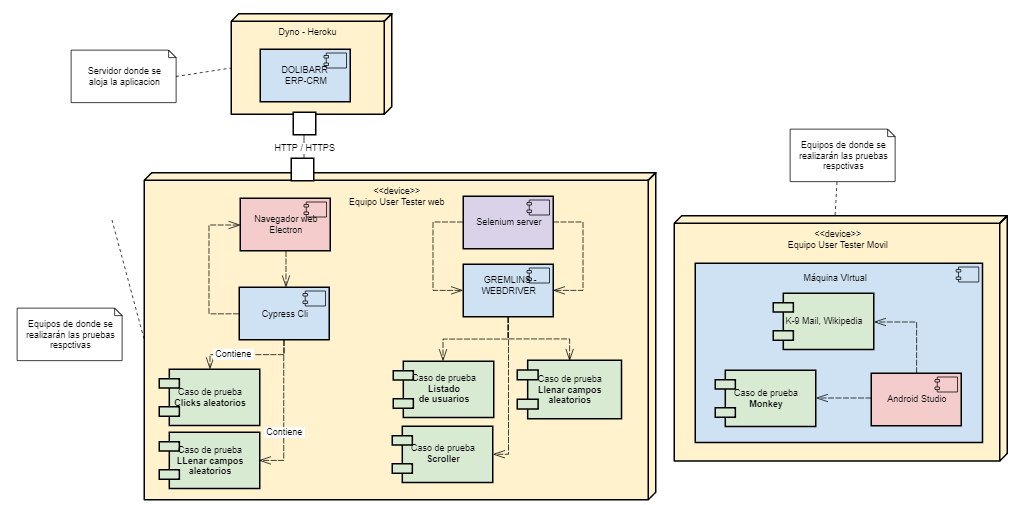 Dyno - Heroku
DOLIBARR
ERP-CRM
Servidor donde se
aloja la aplicacion
HTTP / HTTPS
<<device>>
Equipo User Tester web
Navegador web
Electron
Cypress Cli
Contiene
Caso de prueba
Clicks aleatorios
Contiene
Caso de prueba
LLenar campos
aleatorios
Selenium server
GREMLINS -
WEBDRIVER
Caso de prueba
Listado
de usuarios
Caso de prueba
Llenar campos
aleatorios
Caso de prueba
Scroller
Equipos de donde se
realizarán las pruebas
respctivas
Equipos de donde se
realizarán las pruebas
respctivas
<<device>>
Equipo User Tester Movil
Máquina VIrtual
K-9 Mail, Wikipedia
Caso de prueba
Monkey
Android Studio